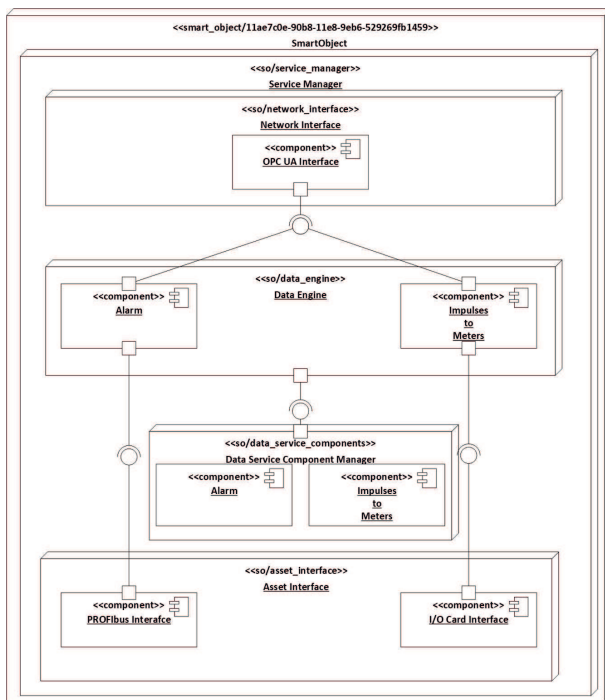 <<smart_object/11ae7c0e-90b8-11e8-9eb6-529269fb1459>>
SmartObject
<<so/service_manager>>
Service Manager
<<so/network_interface>>
Network Interface
<<component>>
OPC UA Interface
<<so/data_engine>>
Data Engine
<<component>>
Alarm
<<component>>
Impulses
to
Meters
<<so/data_service_components>>
Data Service Component Manager
<<component>>
Alarm
<<component>>
Impulses
to
Meters
<<so/asset_interface>>
Asset Interface
<<component>>
PROFIbus Interafce
<<component>>
I/O Card Interface